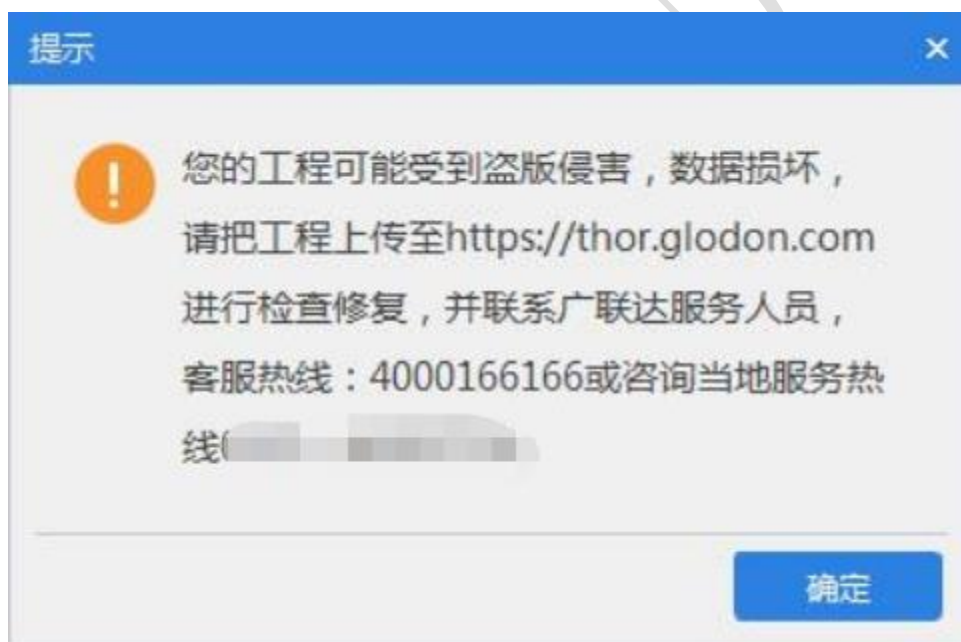 提示
您的工程可能受到盗版侵害，数据损坏，
请把工程上传至https://thor.glodon.com
进行检查修复，并联系广联达服务人员，
客服热线：4000166166或咨询当地服务热
线
确定